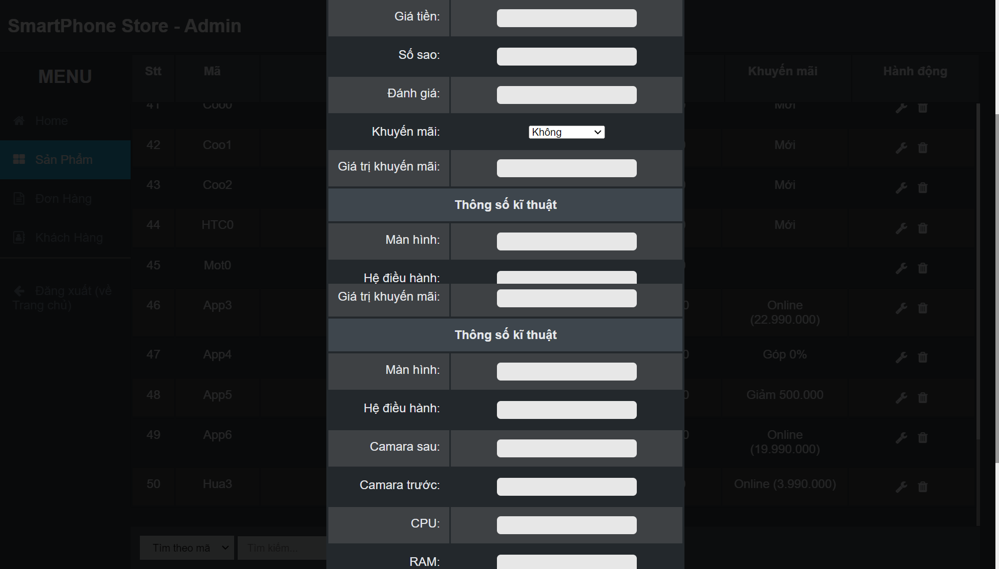 SmartPhone Store - Admin
MENU
Home
Sản Phẩm
Đơn Hàng
Khách Hàng
Đăng xuất (về
Trang chủ)
Stt Mã Khuyến mãi Hành động
41 Coo0 Mới
42 Coo1 Mới
43 Coo2 Mới
44 HTC0 Mới
45 Mot0
46 App3 Online
(22.990.000)
47 App4 Góp 0%
48 App5 Giảm 500.000
49 App6 Online
(19.990.000)
50 Hua3 Online (3.990.000)
Tìm theo mã Tìm kiếm...
Giá tiền:
Số sao:
Đánh giá:
Khuyến mãi: Không
Giá trị khuyến mãi:
Thông số kĩ thuật
Màn hình:
Hệ điều hành:
Giá trị khuyến mãi:
Thông số kĩ thuật
Màn hình:
Hệ điều hành:
Camara sau:
Camara trước:
CPU:
RAM: